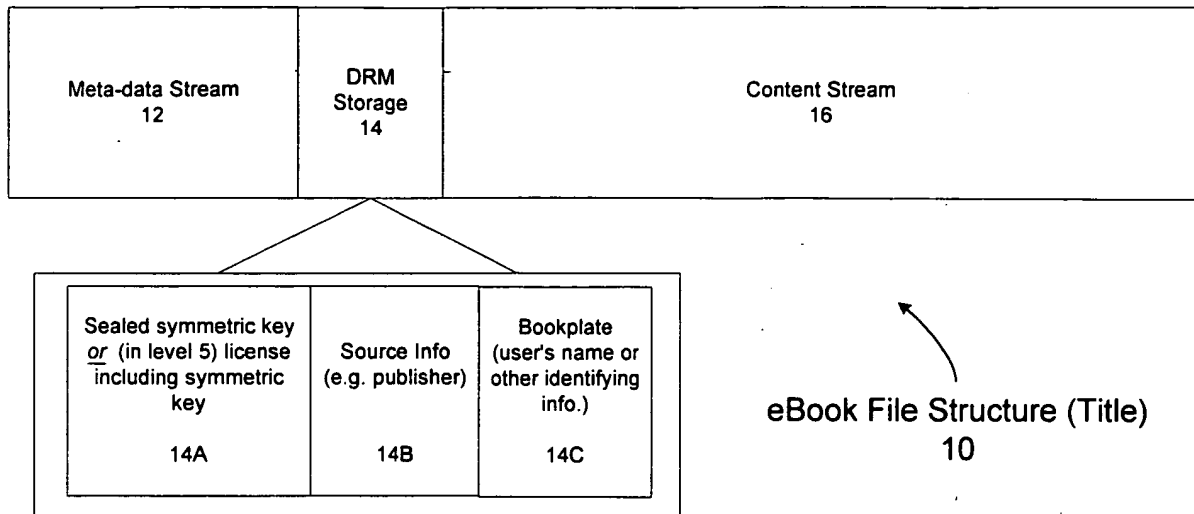 Meta-data Stream
12
DRM
Storage
14
Content Stream
16
Sealed symmetric key
or (in level 5) license
including symmetric
key
14A
Source Info
(e.g. publisher)
14B
Bookplate
(user's name or
other identifying
info.)
14C
eBook File Structure (Title)
10